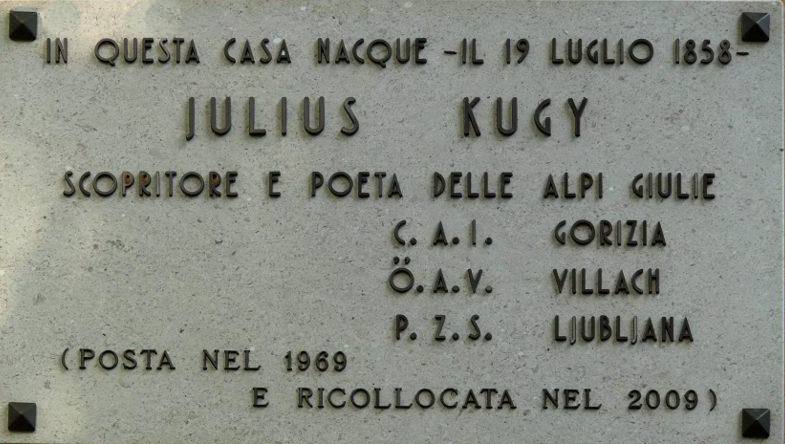 IN QUESTA CASA NACQUE -IL 19 LUGLIO 1858-
JULIUS KUGY
SCOPRITORE E POETA DELLE ALPI GIULIE
C. A. I. GORIZIA
Ö. A. V. VILLACH
P. Z. S. LJUBLJANA
(POSTA NEL 1969
E RICOLLOCATA NEL 2009)